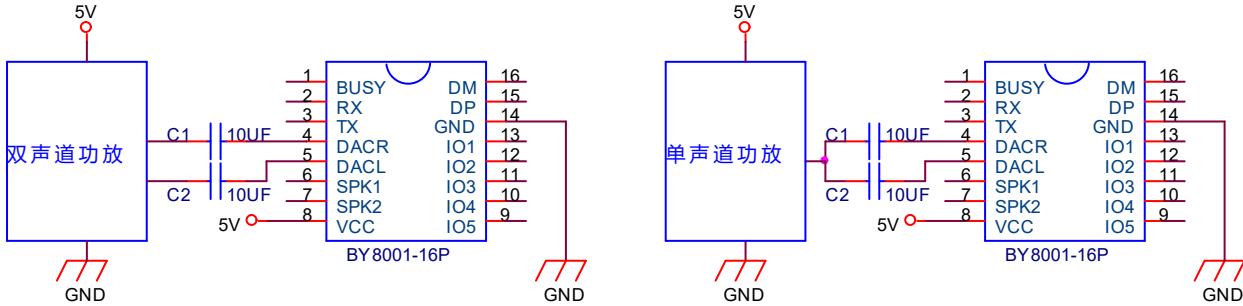 5V
5V
1 BUSY DM 16
2 RX DP 15
3 TX GND 14
C1 10UF 4 DACR IO1 13
双声道功放
5 DACL IO2 12
C2 10UF 6 SPK1 IO3 11
7 SPK2 IO4 10
5V 8 VCC IO5 9
BY8001-16P
GND
GND
1 BUSY DM 16
2 RX DP 15
3 TX GND 14
C1 10UF 4 DACR IO1 13
单声道功放
5 DACL IO2 12
C2 10UF 6 SPK1 IO3 11
7 SPK2 IO4 10
5V 8 VCC IO5 9
BY8001-16P
GND
GND